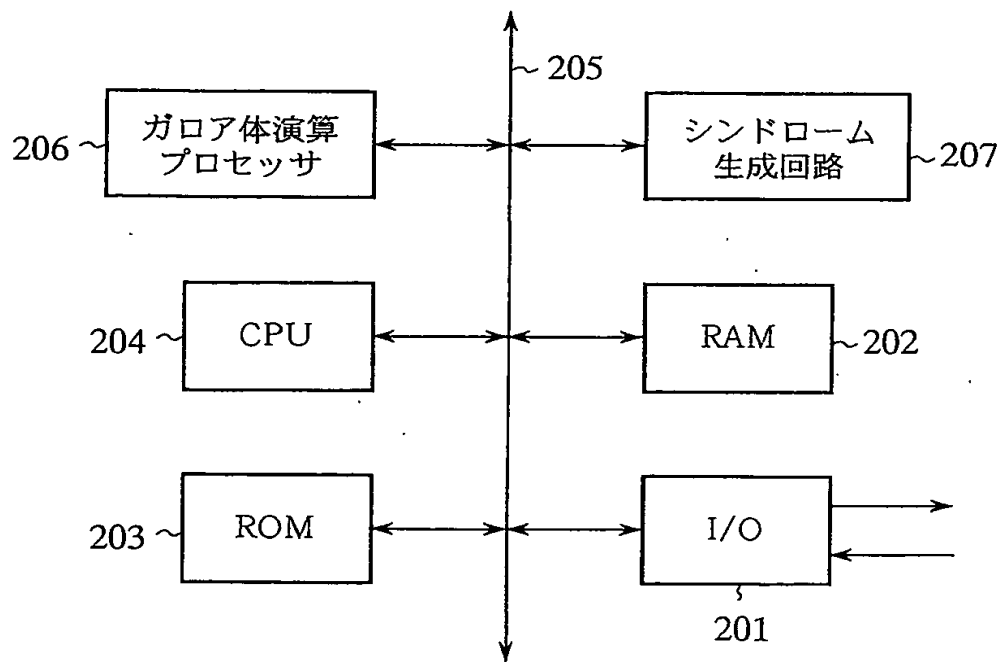 205
206
ガロア体演算
プロセッサ
シンドローム
生成回路
207
204
CPU
RAM
202
203
ROM
I/O
201